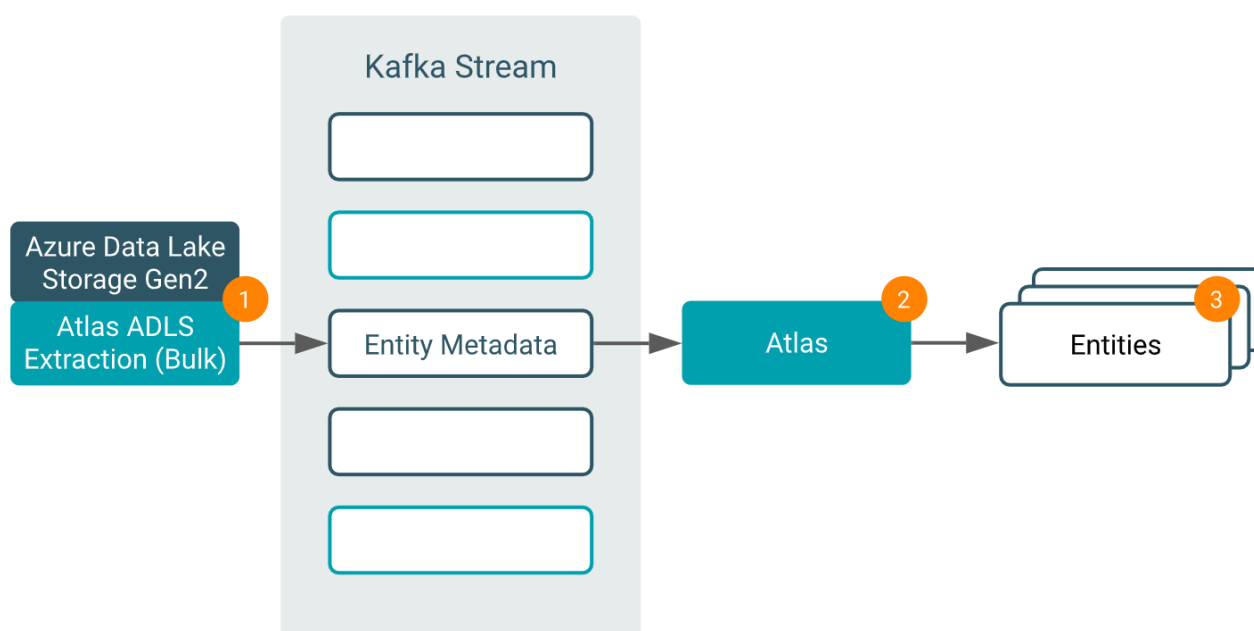 Kafka Stream
Azure Data Lake
Storage Gen2
1
Atlas ADLS
Extraction (Bulk)
Entity Metadata
2
Atlas
3
Entities